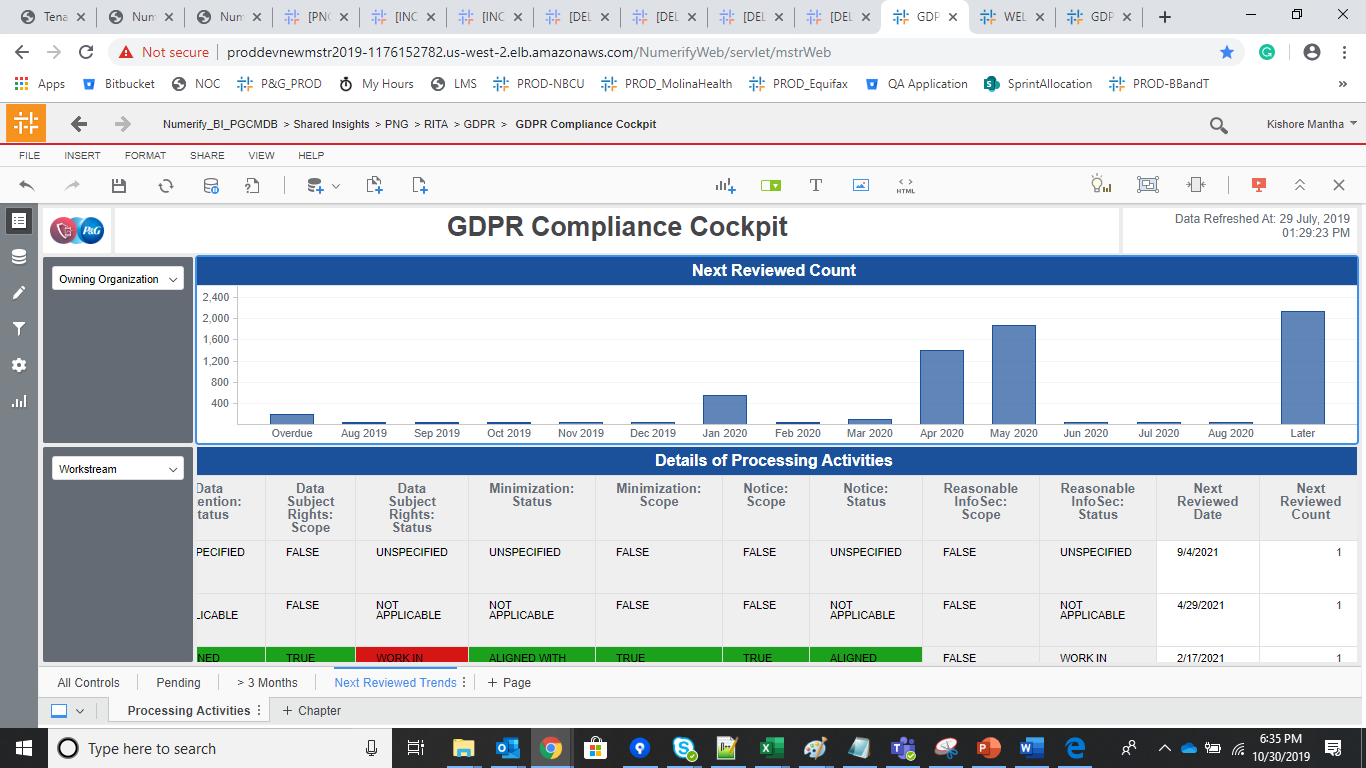 Tena
Num
Num
[PN
[INC
[INC
[DEL
[DEL
[DEL
[DEL
GDP
WEL
GDP
Not secure proddevnewmstr2019-1176152782.us-west-2.elb.amazonaws.com/NumerifyWeb/servlet/mstrWeb
Apps Bitbucket NOC P&G_PROD My Hours LMS PROD-NBCU PROD_MolinaHealth PROD_Equifax QA Application SprintAllocation PROD-BBandT »
Numerify_BI_PGCMDB > Shared Insights > PNG > RITA > GDPR > GDPR Compliance Cockpit Kishore Mantha
FILE INSERT FORMAT SHARE VIEW HELP
HTML
P&G
GDPR Compliance Cockpit
Data Refreshed At: 29 July, 2019
01:29:23 PM
Owning Organization
Next Reviewed Count
2,400
2,000
1,600
1,200
800
400
Overdue Aug 2019 Sep 2019 Oct 2019 Nov 2019 Dec 2019 Jan 2020 Feb 2020 Mar 2020 Apr 2020 May 2020 Jun 2020 Jul 2020 Aug 2020 Later
Workstream
Details of Processing Activities
Data
ention:
tatus
Data
Subject
Rights:
Scope
Data
Subject
Rights:
Status
Minimization:
Status
Minimization:
Scope
Notice:
Scope
Notice:
Status
Reasonable
InfoSec:
Scope
Reasonable
InfoSec:
Status
Next
Reviewed
Date
Next
Reviewed
Count
PECIFIED FALSE UNSPECIFIED UNSPECIFIED FALSE FALSE UNSPECIFIED FALSE UNSPECIFIED 9/4/2021 1
LICABLE FALSE NOT APPLICABLE NOT APPLICABLE FALSE FALSE NOT APPLICABLE FALSE NOT APPLICABLE 4/29/2021 1
NED TRUE WORK IN ALIGNED WITH TRUE TRUE ALIGNED FALSE WORK IN 2/17/2021 1
All Controls Pending > 3 Months Next Reviewed Trends + Page
Processing Activities + Chapter
Type here to search
6:35 PM
10/30/2019